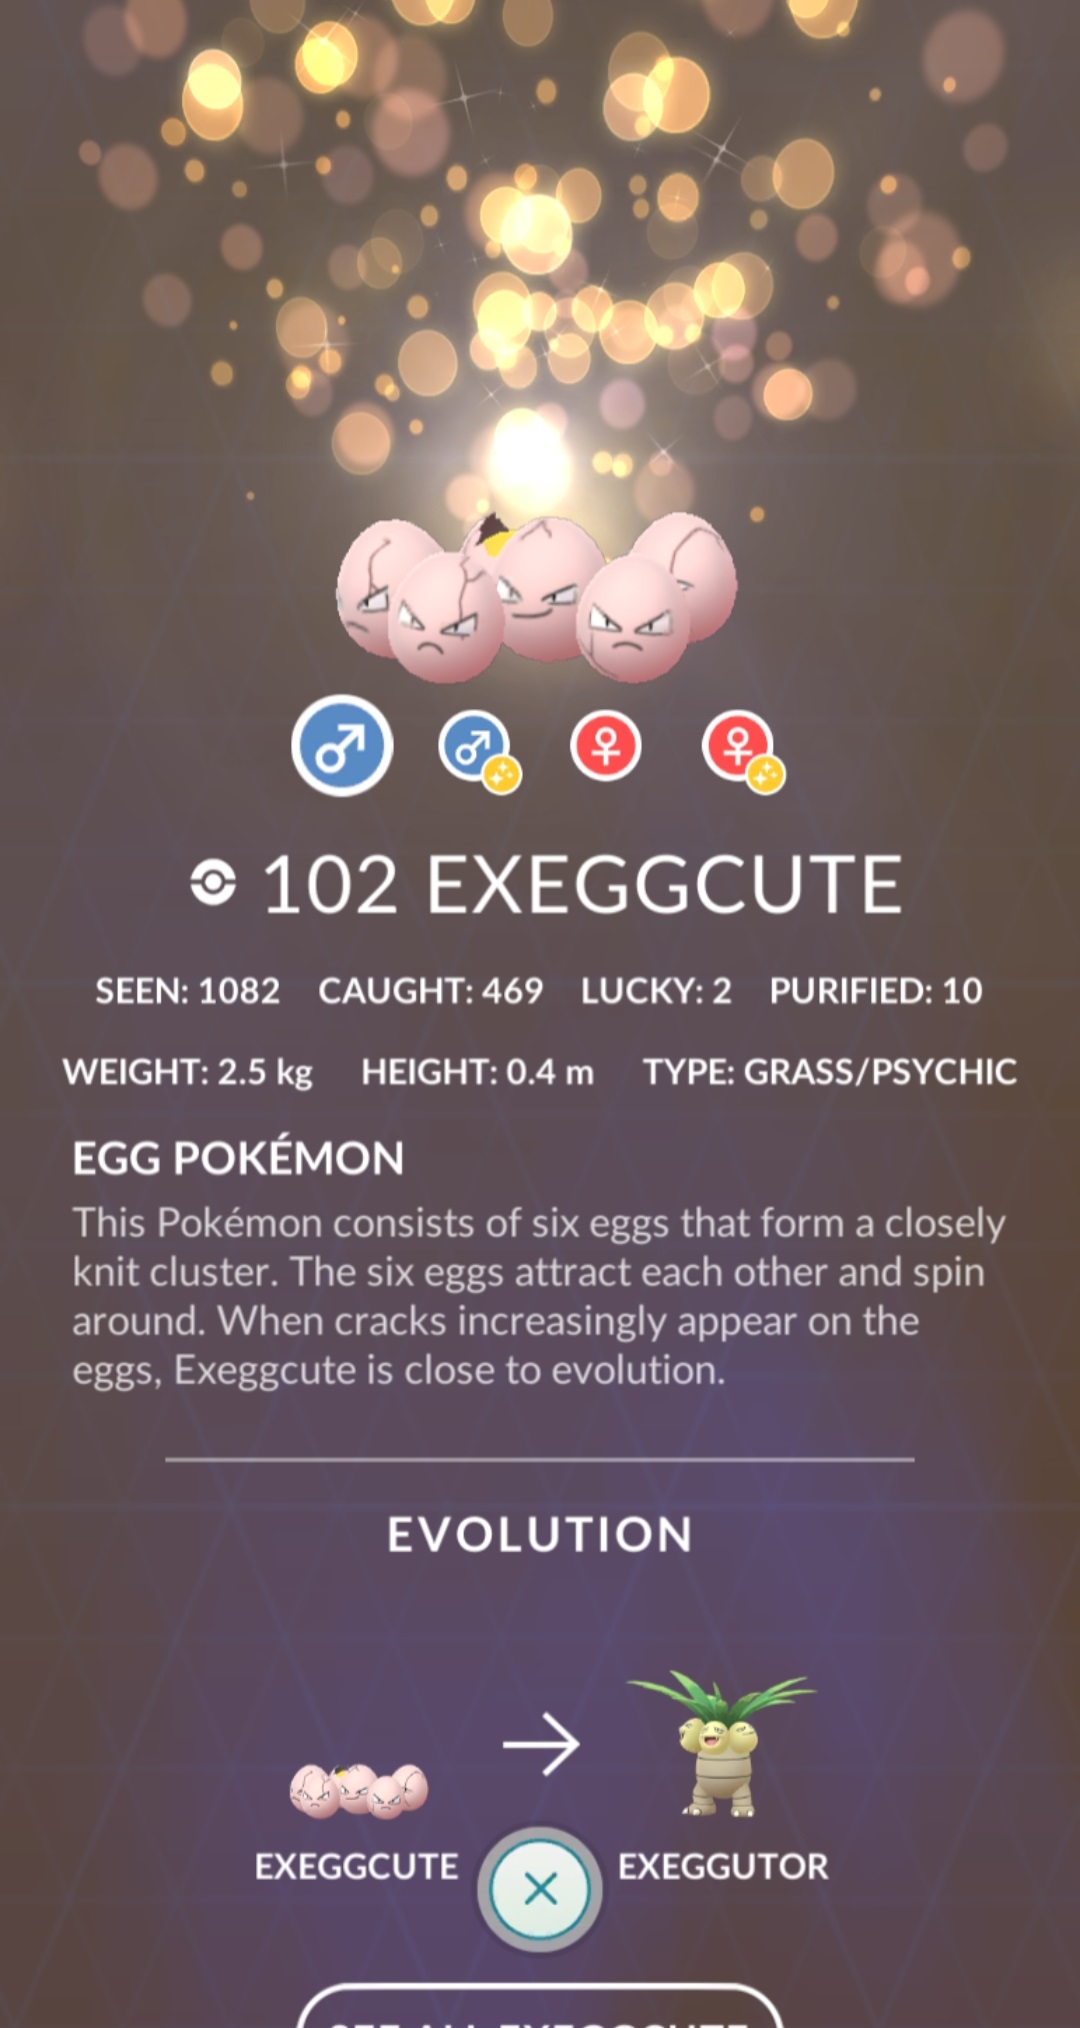 102 EXEGGCUTE
SEEN: 1082 CAUGHT: 469 LUCKY: 2 PURIFIED: 10
WEIGHT: 2.5 kg HEIGHT: 0.4 m TYPE: GRASS/PSYCHIC
EGG POKÉMON
This Pokémon consists of six eggs that form a closely
knit cluster. The six eggs attract each other and spin
around. When cracks increasingly appear on the
eggs, Exeggcute is close to evolution.
EVOLUTION
EXEGGCUTE EXEGGUTOR
SEE ALL EXEGGCUTE